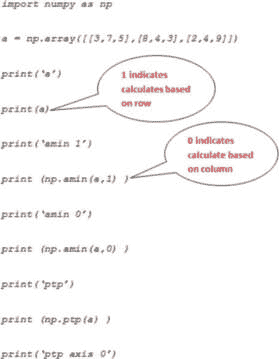 import numpy as np
a = np.array([[3,7,5],[8,4,3],[2,4,9]])
print('a')
1 indicates
calculates based
on row
print(a)
print('amin 1')
0 indicates
calculate based
on column
print (np.amin(a,1) )
print('amin 0')
print (np.amin(a,0) )
print('ptp')
print (np.ptp(a) )
print('ptp axis 0')